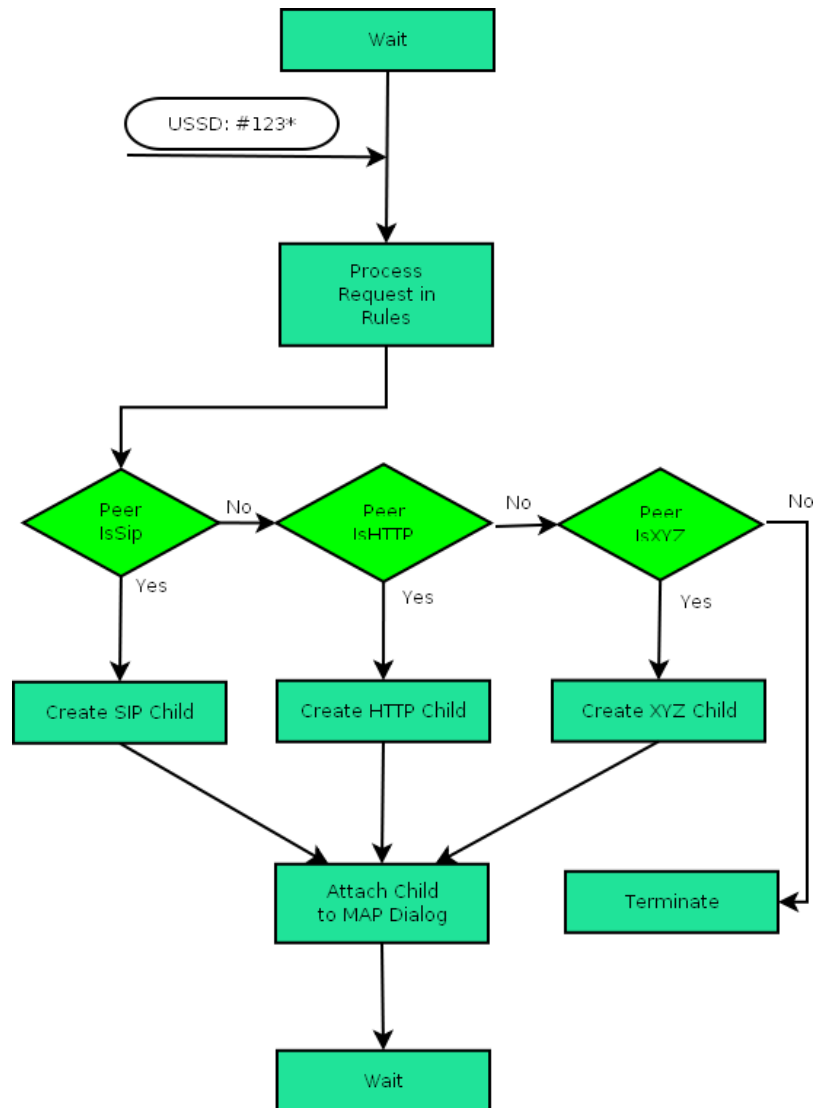 Wait
USSD: #123*
Process
Request in
Rules
Peer
IsSip
No
Peer
IsHTTP
No
Peer
IsXYZ
No
Yes
Yes
Yes
Create SIP Child
Create HTTP Child
Create XYZ Child
Attach Child
to MAP Dialog
Terminate
Wait